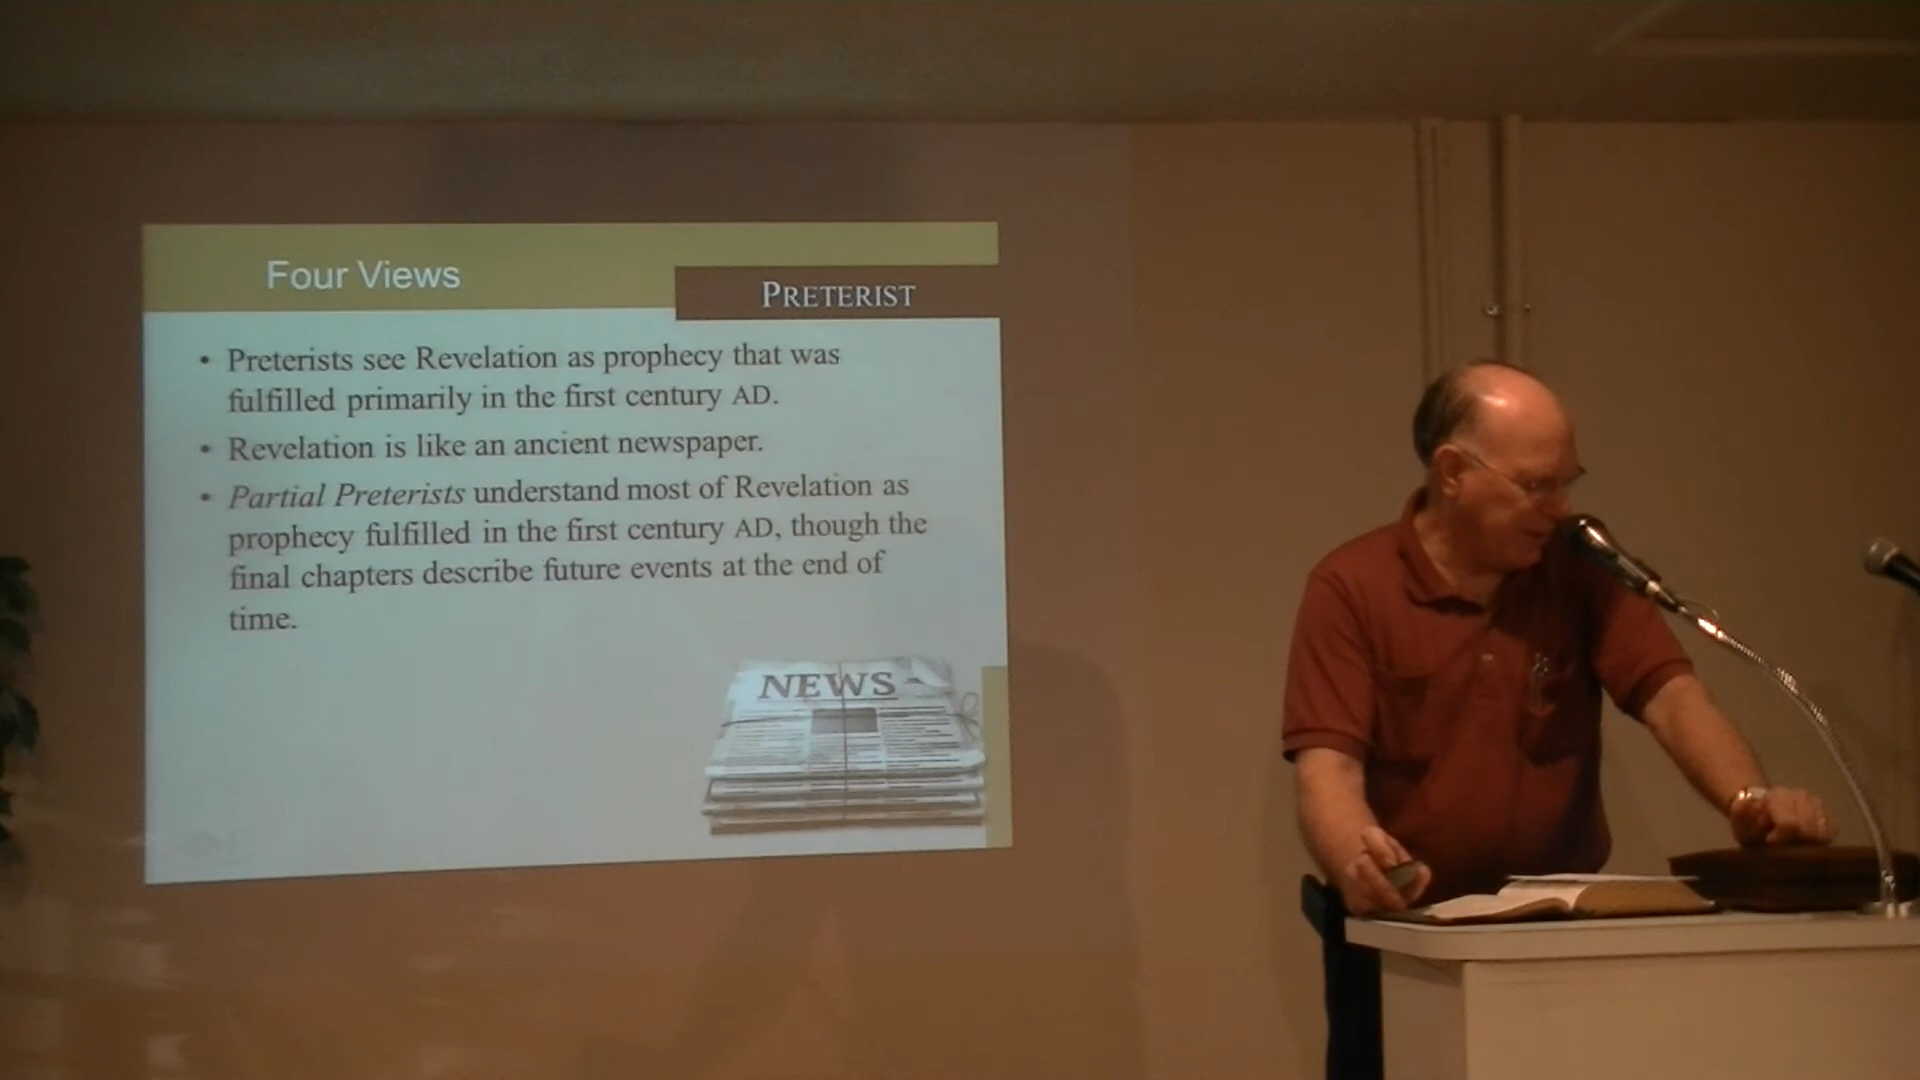 Four Views
PRETERIST
• Preterists see Revelation as prophecy that was
fulfilled primarily in the first century AD.
• Revelation is like an ancient newspaper.
• Partial Preterists understand most of Revelation as
prophecy fulfilled in the first century AD, though the
final chapters describe future events at the end of
time.
NEWS